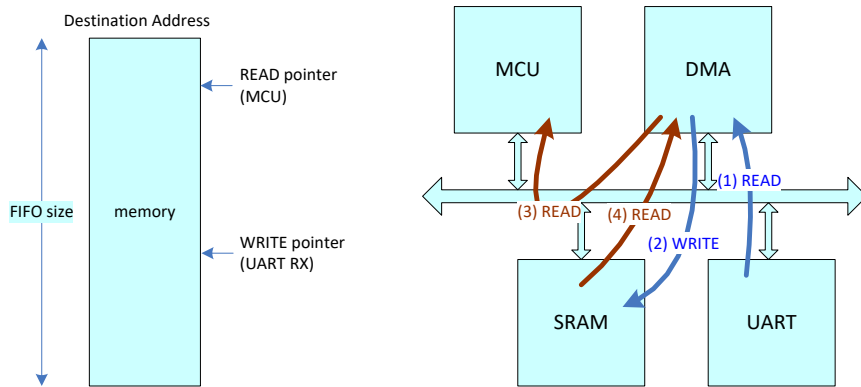 Destination Address
READ pointer
(MCU)
FIFO size
memory
WRITE pointer
(UART RX)
MCU
DMA
(1) READ
(3) READ
(4) READ
(2) WRITE
SRAM
UART